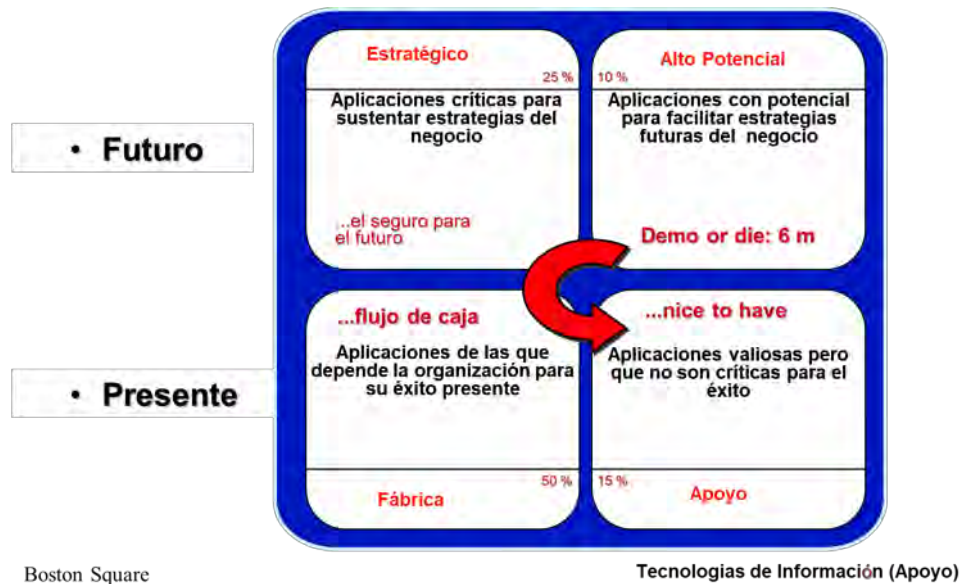 Estratégico
25 %
Aplicaciones críticas para
sustentar estrategias del
negocio
...el seguro para
el futuro
10 %
Alto Potencial
Aplicaciones con potencial
para facilitar estrategias
futuras del negocio
Demo or die: 6 m
• Futuro
...flujo de caja
Aplicaciones de las que
depende la organización para
su éxito presente
50 %
Fábrica
...nice to have
Aplicaciones valiosas pero
que no son críticas para el
éxito
15 %
Apoyo
• Presente
Boston Square
Tecnologias de Información (Apoyo)